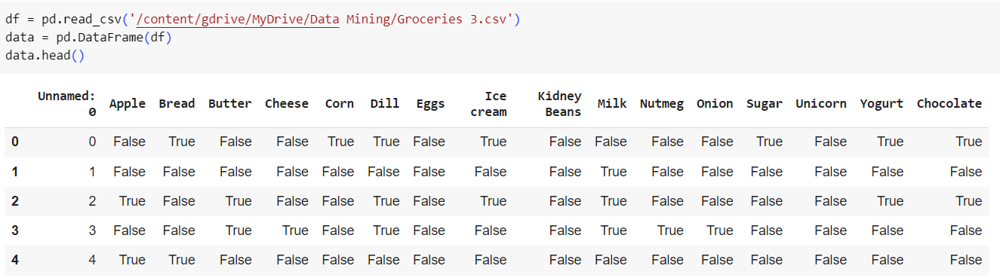 df = pd.read_csv('/content/gdrive/MyDrive/Data Mining/Groceries 3.csv')
data = pd.DataFrame(df)
data.head()
Unnamed: 0 Apple Bread Butter Cheese Corn Dill Eggs Ice cream Kidney Beans Milk Nutmeg Onion Sugar Unicorn Yogurt Chocolate
0 0 False True False False True True False True False False False False True False True True
1 1 False False False False False False False False False True False False False False False False
2 2 True False True False False True False True False True False False False False True True
3 3 False False True True False True False False False True True True False False False False
4 4 True True False False False False False False False False False False False False False False